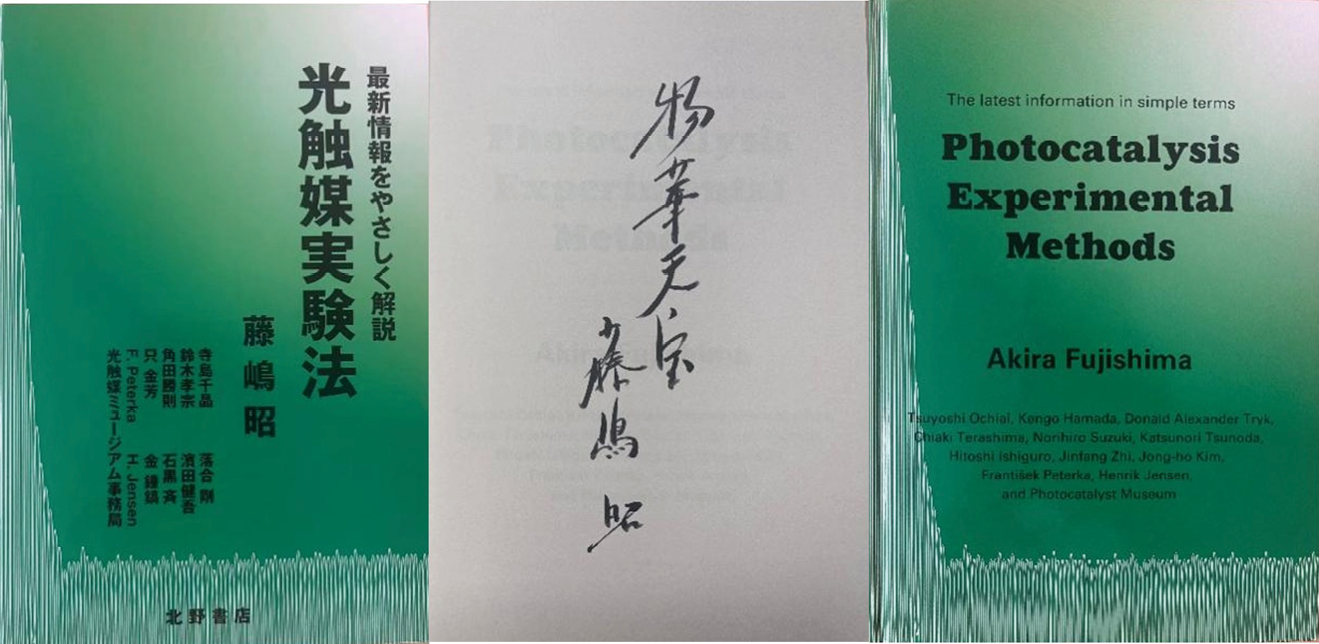 最新情報をやさしく解説
光触媒実験法
藤嶋 昭
寺島千晶 落合 剛
鈴木孝宗 濱田健吾
角田勝則 石黒 斉
只 金芳 金 鍾鎬
F. Peterka H. Jensen
光触媒ミュージアム事務局
北野書店
物華天宝
藤嶋昭
The latest information in simple terms
Photocatalysis
Experimental
Methods
Akira Fujishima
Tsuyoshi Ochiai, Kengo Hamada, Donald Alexander Tryk,
Chiaki Terashima, Norihiro Suzuki, Katsunori Tsunoda,
Hitoshi Ishiguro, Jinfang Zhi, Jong-ho Kim,
František Peterka, Henrik Jensen
and Photocatalyst Museum